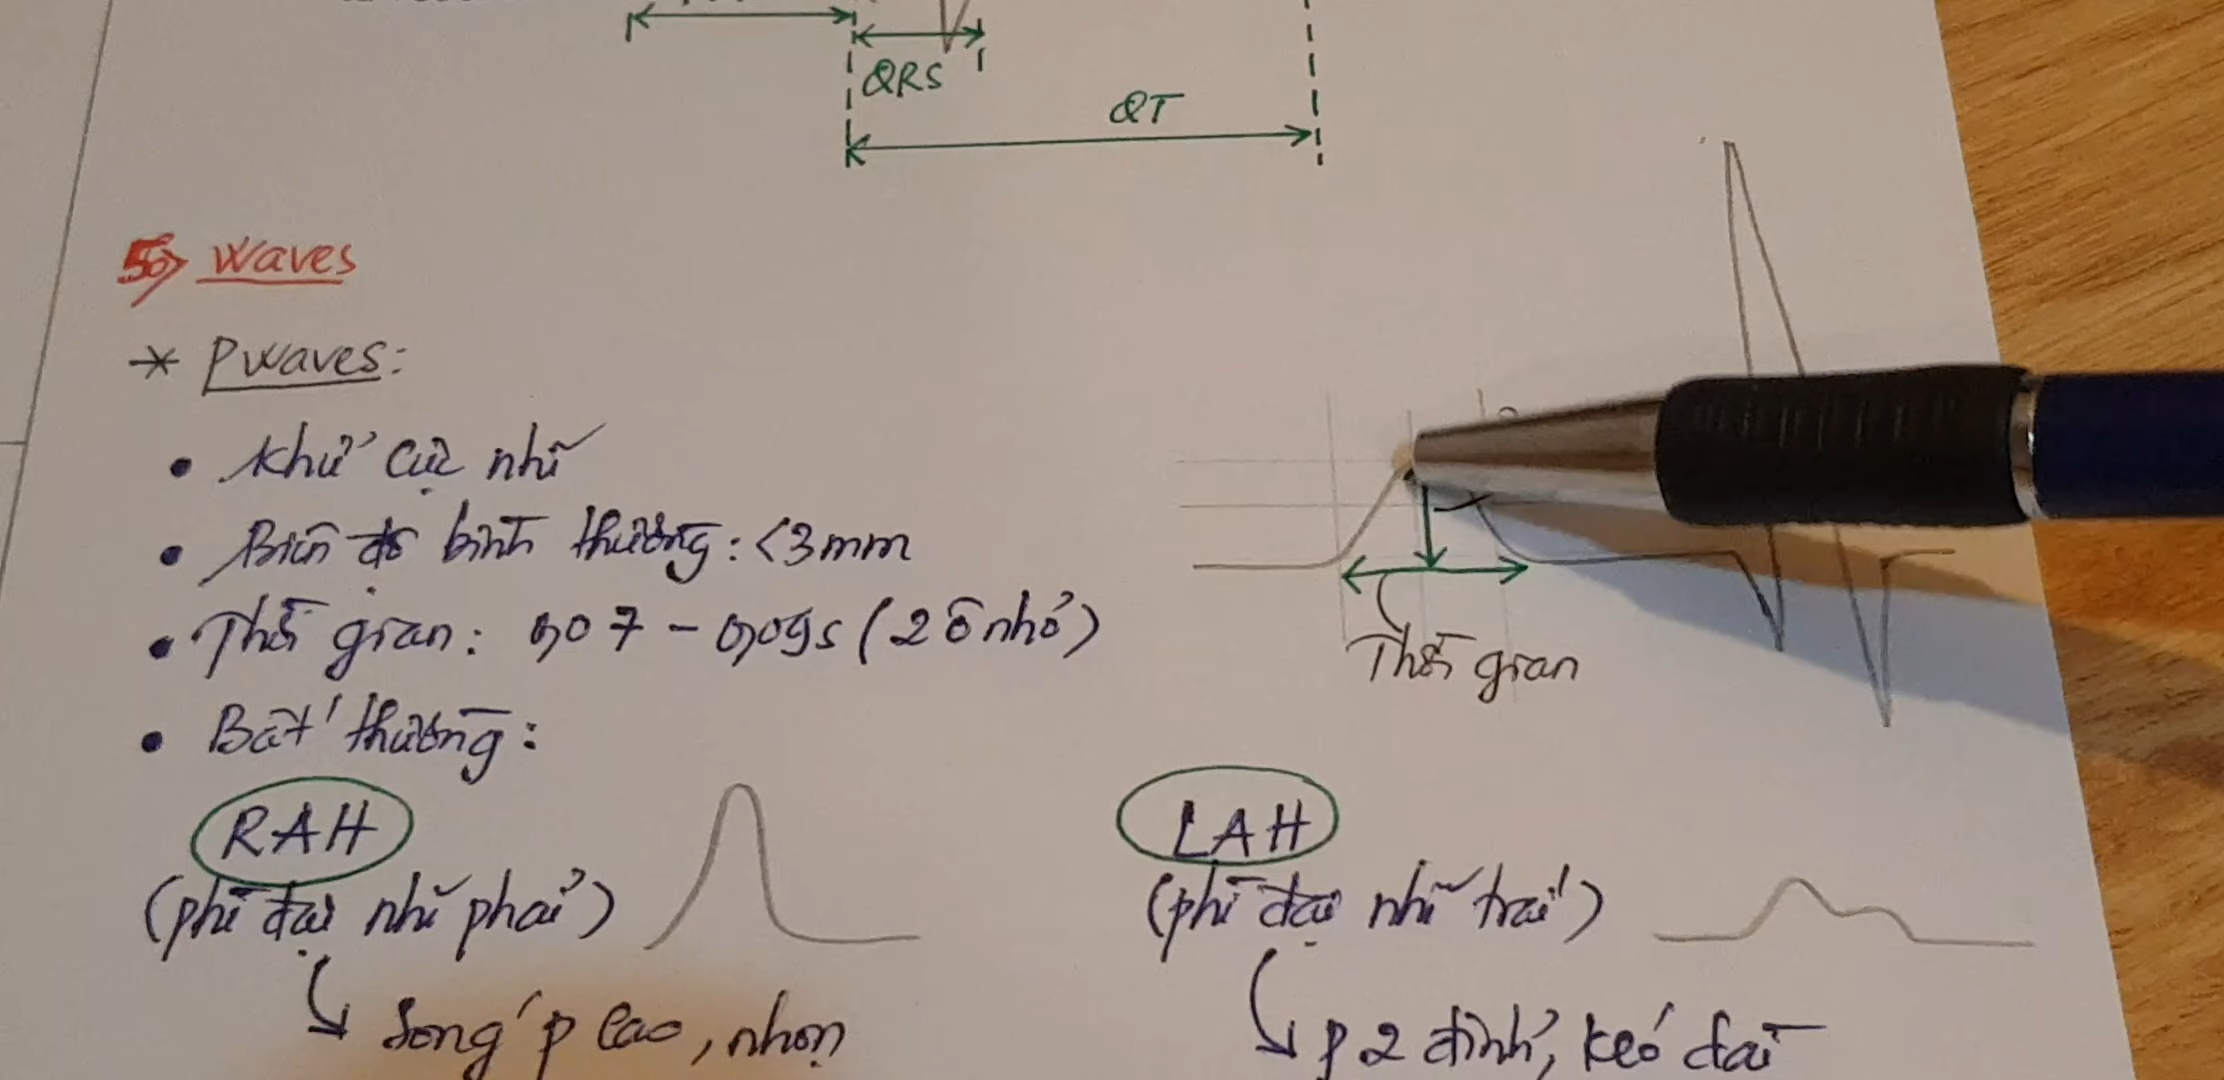 QRS
QT
5) Waves
* P waves:
• Khử cực nhĩ
• Biên độ bình thường: <3mm
• Thời gian: 0,07 - 0,09s (2 ô nhỏ)
Thời gian
• Bất thường:
RAH
(phì đại nhĩ phải)
Sóng P cao, nhọn
LAH
(phì đại nhĩ trái)
P 2 đỉnh, kéo dài